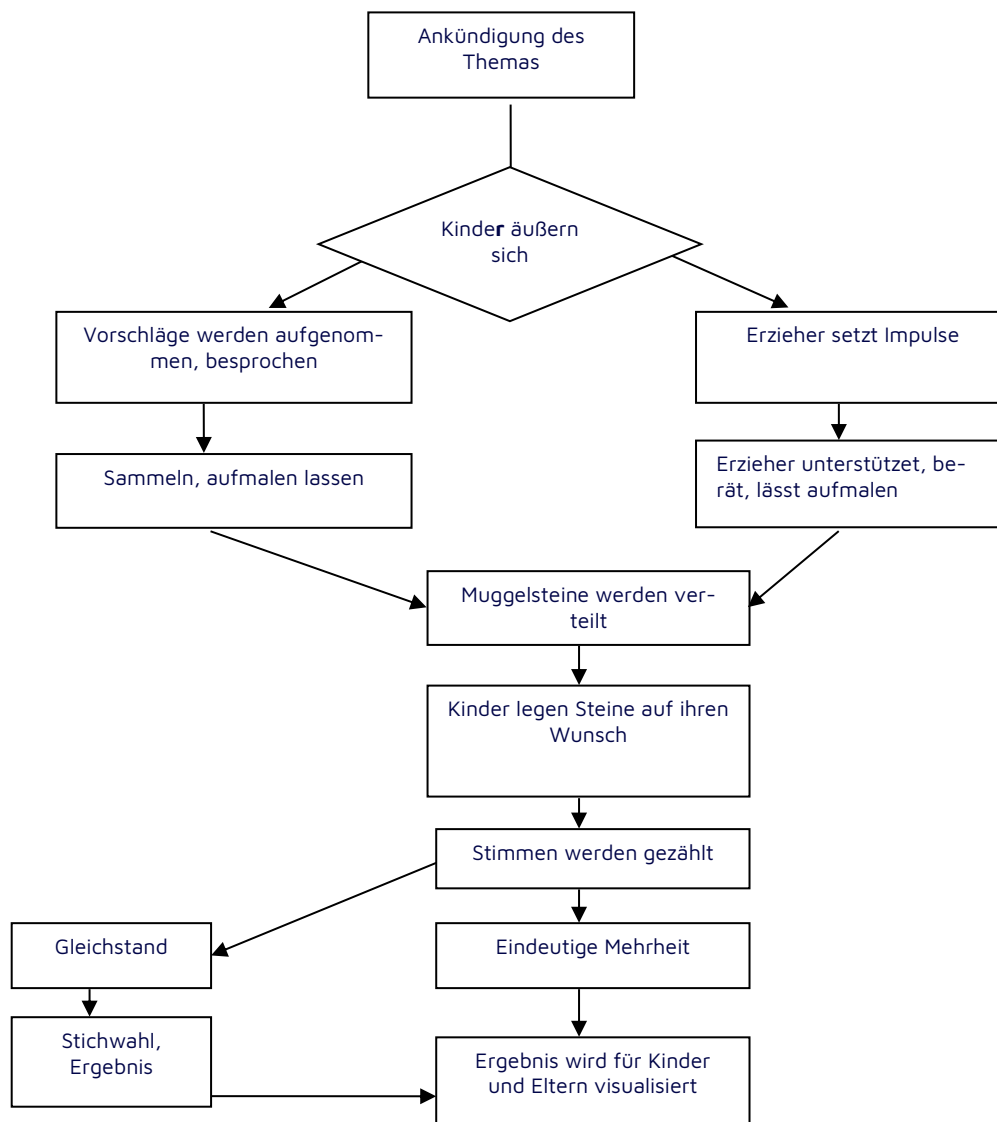 Ankündigung des
Themas
Kinder äußern
sich
Vorschläge werden aufgenom-
men, besprochen
Erzieher setzt Impulse
Sammeln, aufmalen lassen
Erzieher unterstützet, be-
rät, lässt aufmalen
Muggelsteine werden ver-
teilt
Kinder legen Steine auf ihren
Wunsch
Stimmen werden gezählt
Gleichstand
Eindeutige Mehrheit
Stichwahl,
Ergebnis
Ergebnis wird für Kinder
und Eltern visualisiert